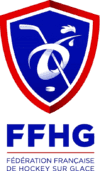 FFHG
FÉDÉRATION FRANÇAISE
DE HOCKEY SUR GLACE